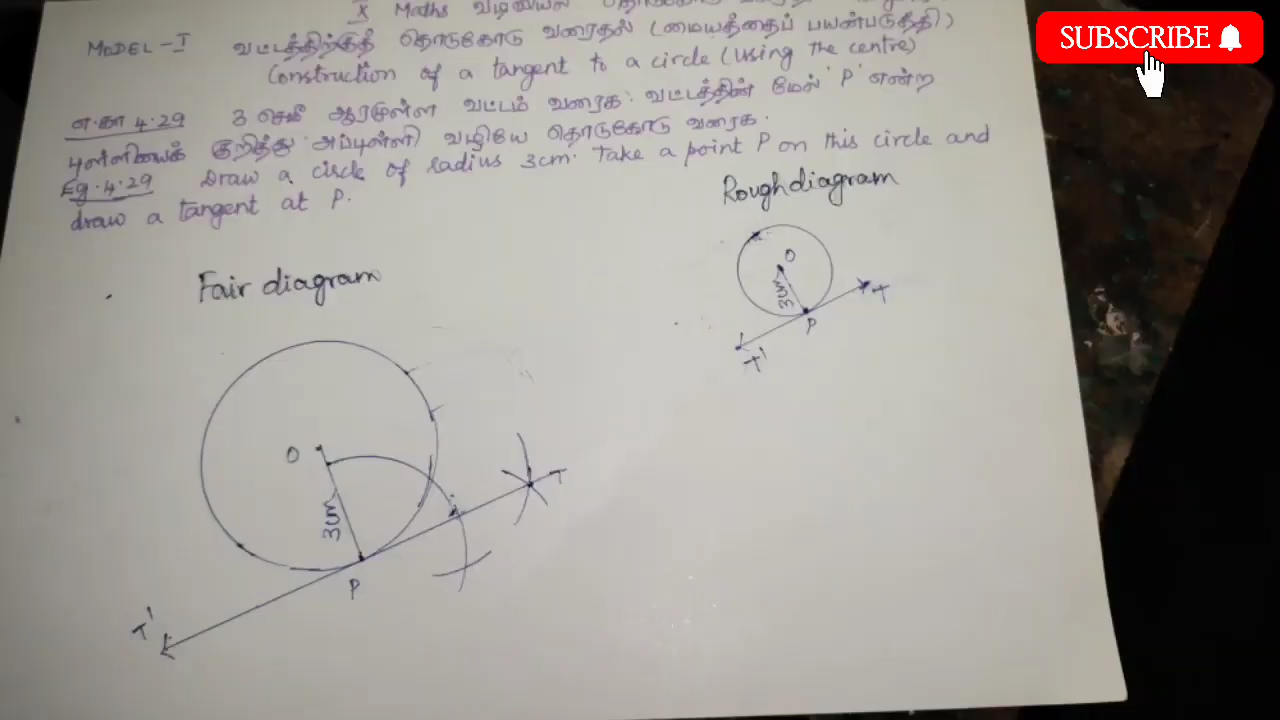 X Maths வடிவியல்
SUBSCRIBE
MODEL-I வட்டத்திற்குத் தொடுகோடு வரைதல் (மையத்தைப் பயன்படுத்தி)
Construction of a tangent to a circle (using the centre)
எ.கா 4.29 3 செமீ ஆரமுள்ள வட்டம் வரைக. வட்டத்தின் மேல் 'P' என்ற
புள்ளியைக் குறித்து அப்புள்ளி வழியே தொடுகோடு வரைக.
Eg.4.29 Draw a circle of radius 3cm. Take a point P on this circle and
draw a tangent at P.
Rough diagram
O
3cm
T
P
T'
Fair diagram
O
3cm
T
P
T'